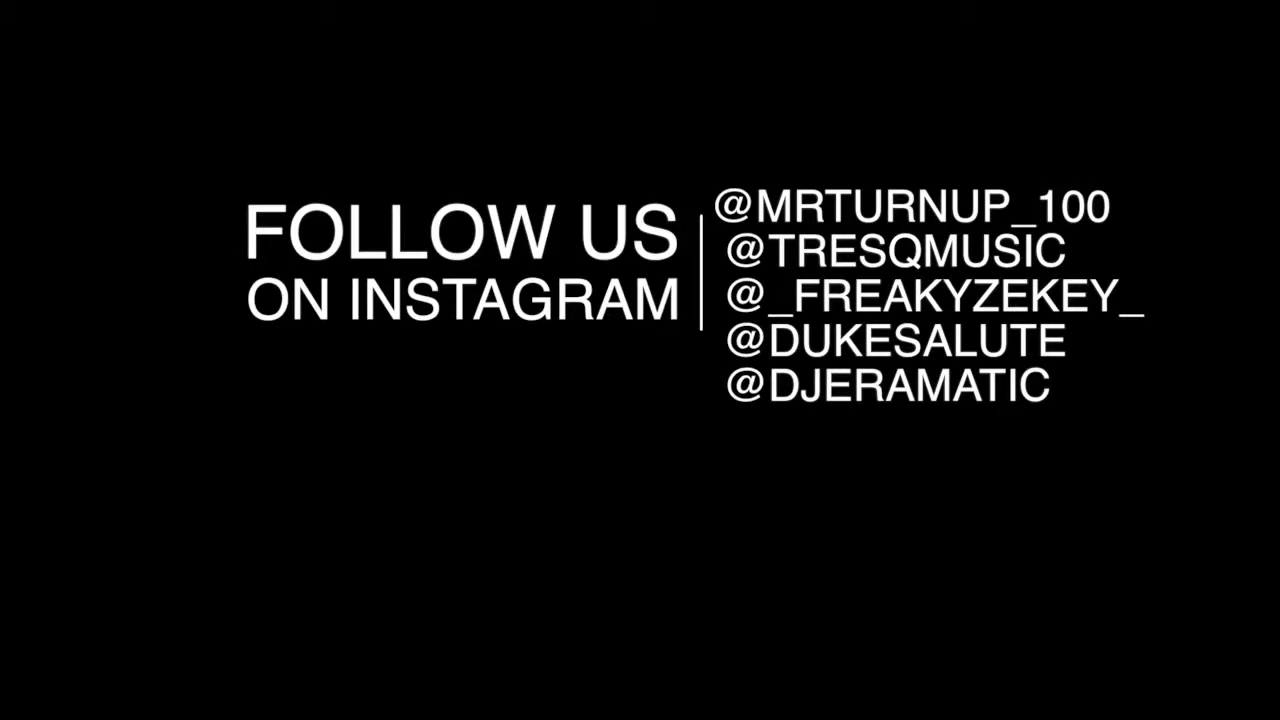 FOLLOW US
ON INSTAGRAM
@MRTURNUP_100
@TRESQMUSIC
@_FREAKYZEKEY_
@DUKESALUTE
@DJERAMATIC